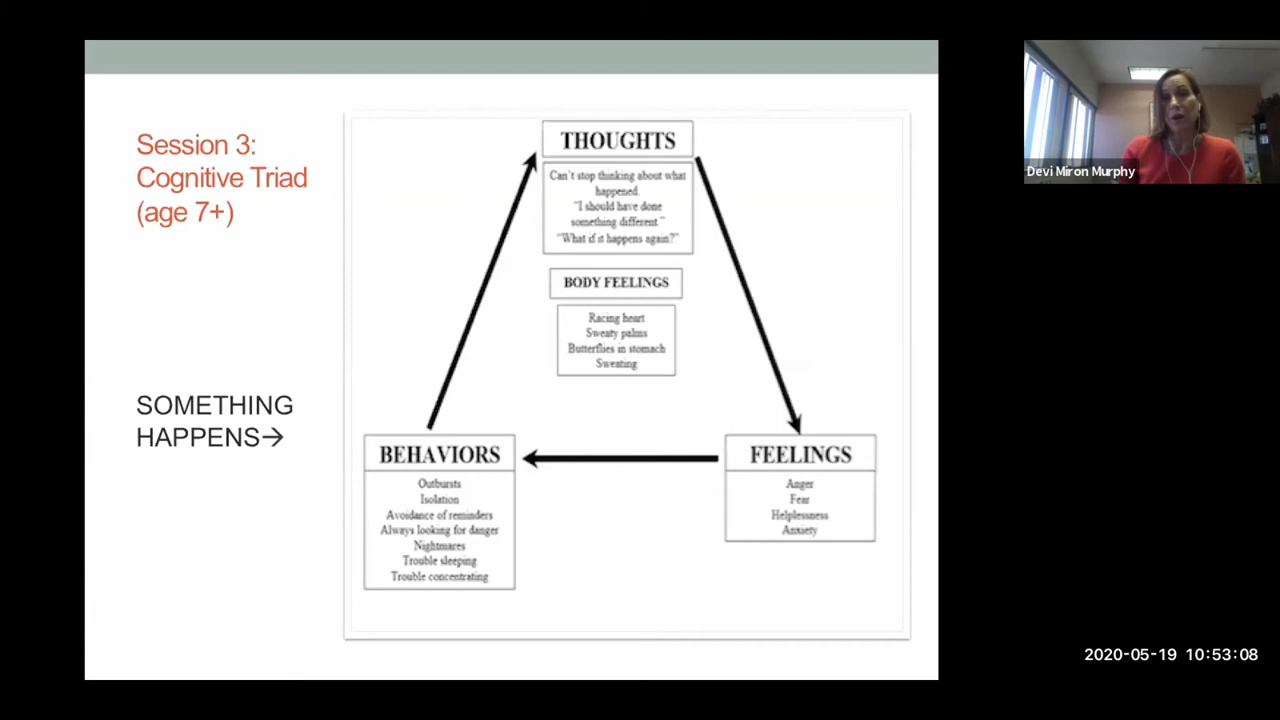 Session 3:
Cognitive Triad
(age 7+)
SOMETHING
HAPPENS→
THOUGHTS
Can't stop thinking about what
happened.
"I should have done
something different."
"What if it happens again?"
BODY FEELINGS
Racing heart
Sweaty palms
Butterflies in stomach
Sweating
BEHAVIORS
Outbursts
Isolation
Avoidance of reminders
Always looking for danger
Nightmares
Trouble sleeping
Trouble concentrating
FEELINGS
Anger
Fear
Helplessness
Anxiety
Devi Miron Murphy
2020-05-19 10:53:08